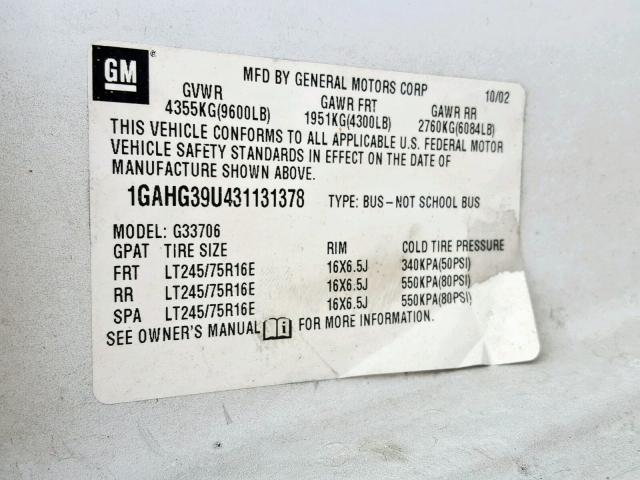 GM ®
MFD BY GENERAL MOTORS CORP 10/02
GVWR GAWR FRT GAWR RR
4355KG(9600LB) 1951KG(4300LB) 2760KG(6084LB)
THIS VEHICLE CONFORMS TO ALL APPLICABLE U.S. FEDERAL MOTOR
VEHICLE SAFETY STANDARDS IN EFFECT ON THE DATE OF
MANUFACTURE SHOWN ABOVE.
1GAHG39U431131378 TYPE: BUS-NOT SCHOOL BUS
MODEL: G33706
GPAT TIRE SIZE RIM COLD TIRE PRESSURE
FRT LT245/75R16E 16X6.5J 340KPA(50PSI)
RR LT245/75R16E 16X6.5J 550KPA(80PSI)
SPA LT245/75R16E 16X6.5J 550KPA(80PSI)
SEE OWNER'S MANUAL i FOR MORE INFORMATION.